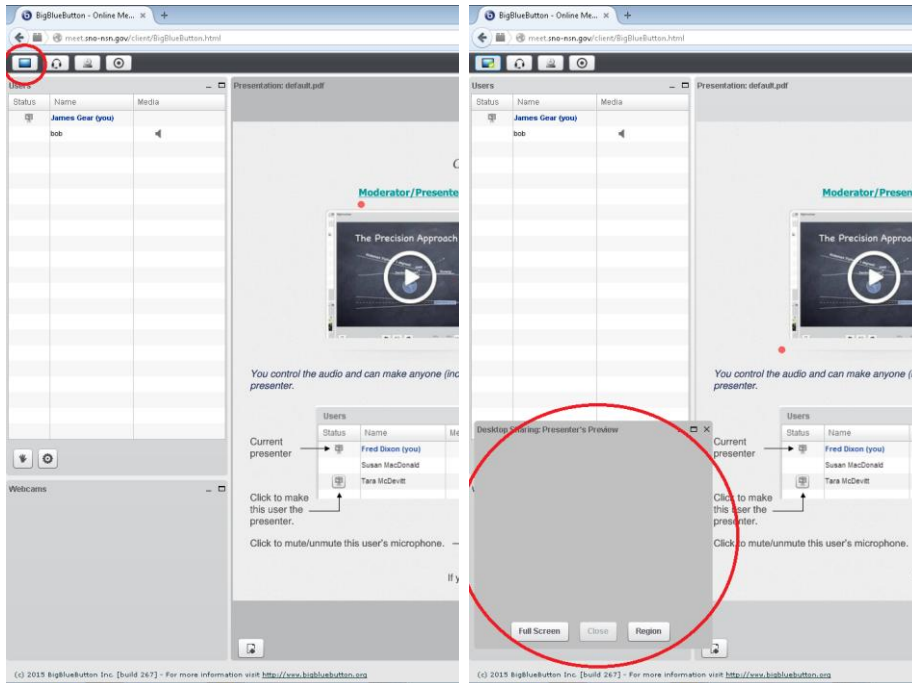 BigBlueButton - Online Me... × +
meet.sno-nsn.gov/client/BigBlueButton.html
Users
Status Name Media
James Gear (you)
bob
Webcams
Presentation: default.pdf
Moderator/Presente
The Precision Approach
You control the audio and can make anyone (inc
presenter.
Users
Status Name Me
Current
presenter
Fred Dixon (you)
Susan MacDonald
Tara McDevitt
Click to make
this user the
presenter.
Click to mute/unmute this user's microphone.
If y
(c) 2015 BigBlueButton Inc. [build 267] - For more information visit http://www.bigbluebutton.org
BigBlueButton - Online Me... × +
meet.sno-nsn.gov/client/BigBlueButton.html
Users
Status Name Media
James Gear (you)
bob
Presentation: default.pdf
Moderator/Presen
The Precision Approa
You control the audio and can make anyone (
presenter.
Users
Status Name
Current
presenter
Fred Dixon (you)
Susan MacDonald
Tara McDevitt
Click to make
this user the
presenter.
Click to mute/unmute this user's microphone.
Desktop Sharing: Presenter's Preview
Full Screen Close Region
(c) 2015 BigBlueButton Inc. [build 267] - For more information visit http://www.bigbluebutton.org